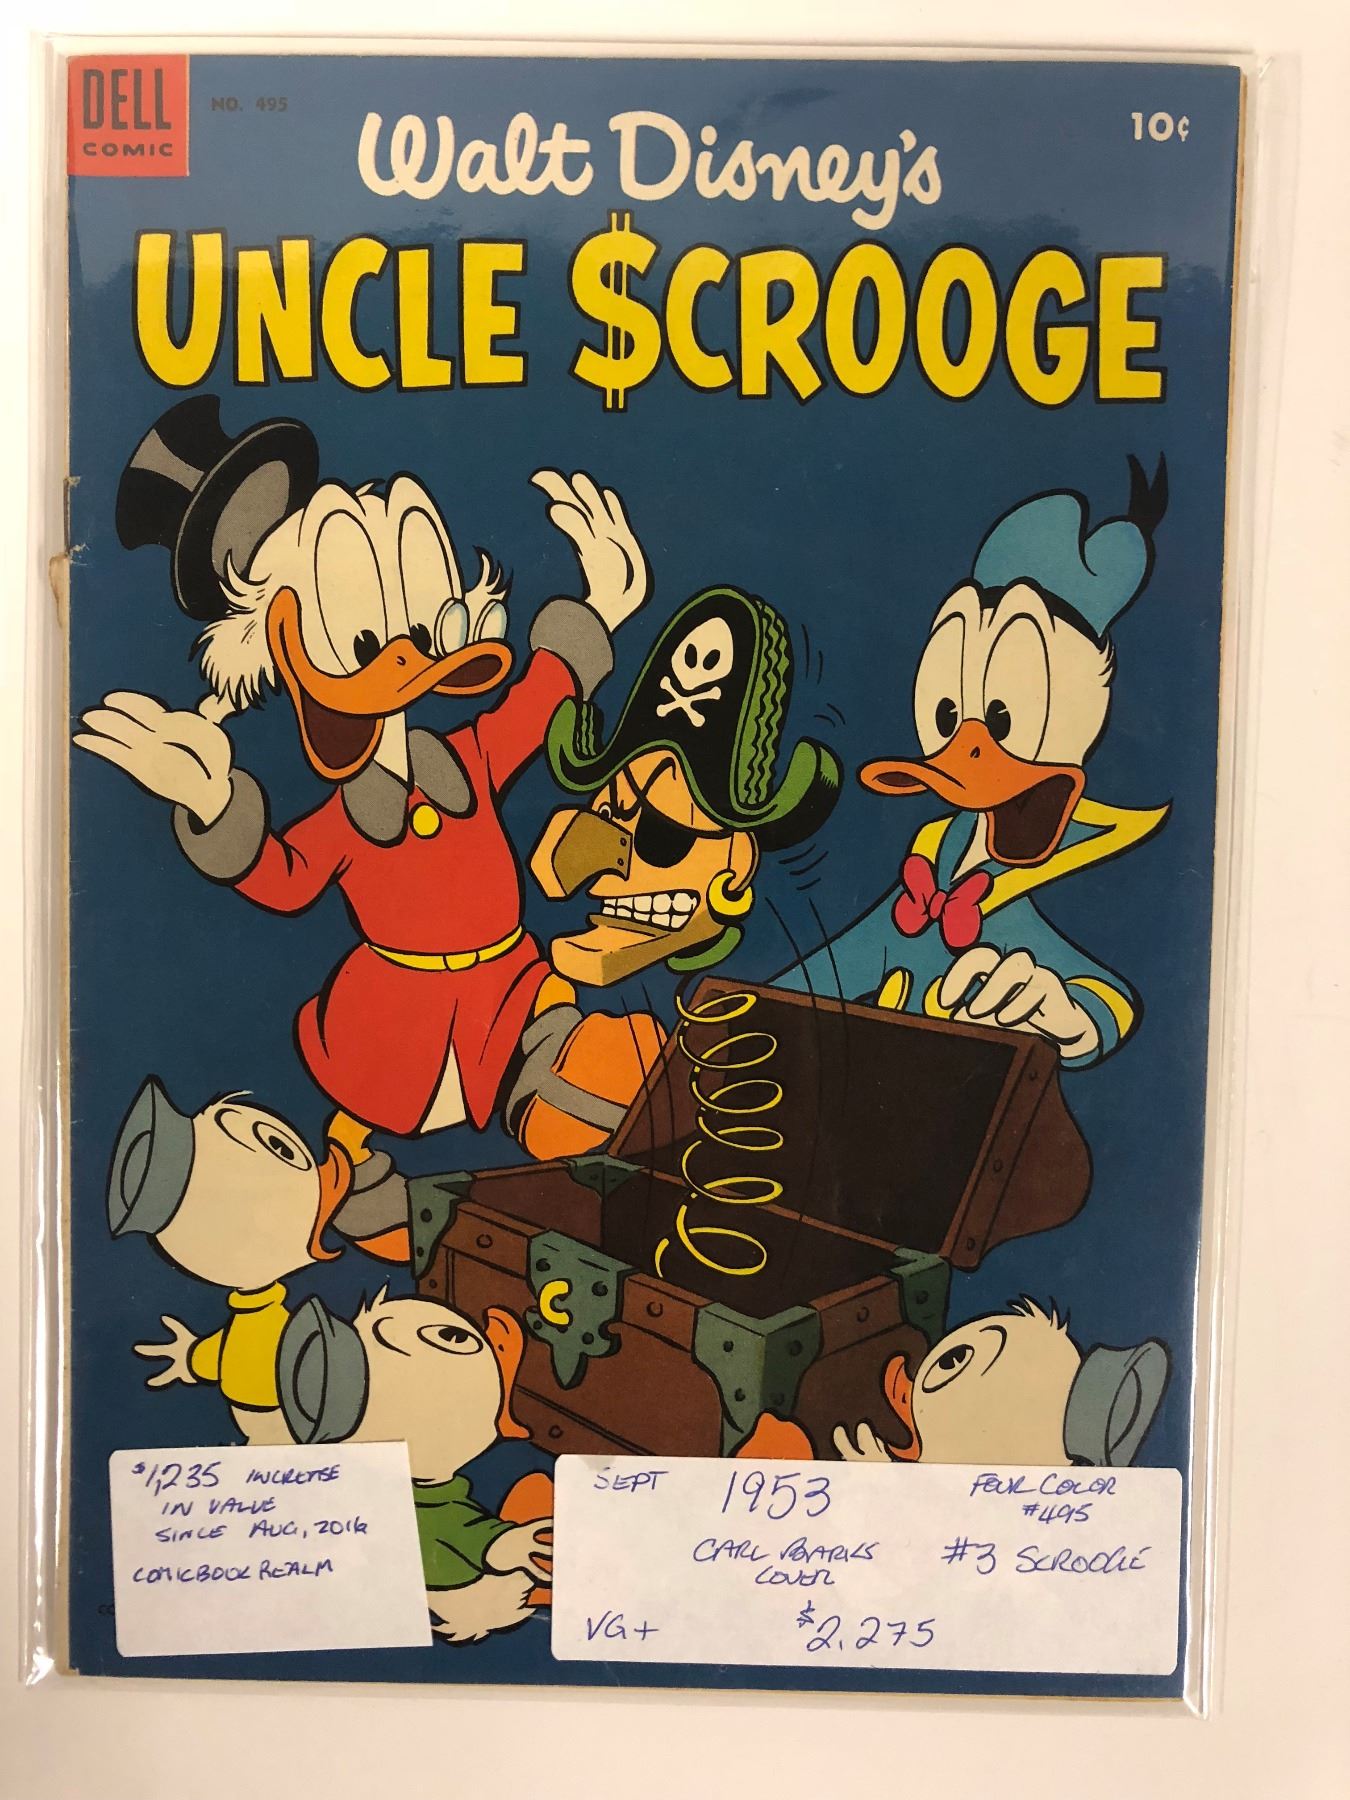 DELL
COMIC
NO. 495
10¢
Walt Disney's
UNCLE $CROOGE
$1,235 INCREASE
IN VALUE
SINCE AUG, 2016
COMICBOOK REALM
SEPT 1953 FOUR COLOR
#495
CARL BARKS
COVER
#3 SCROOGE
VG+ $2,275